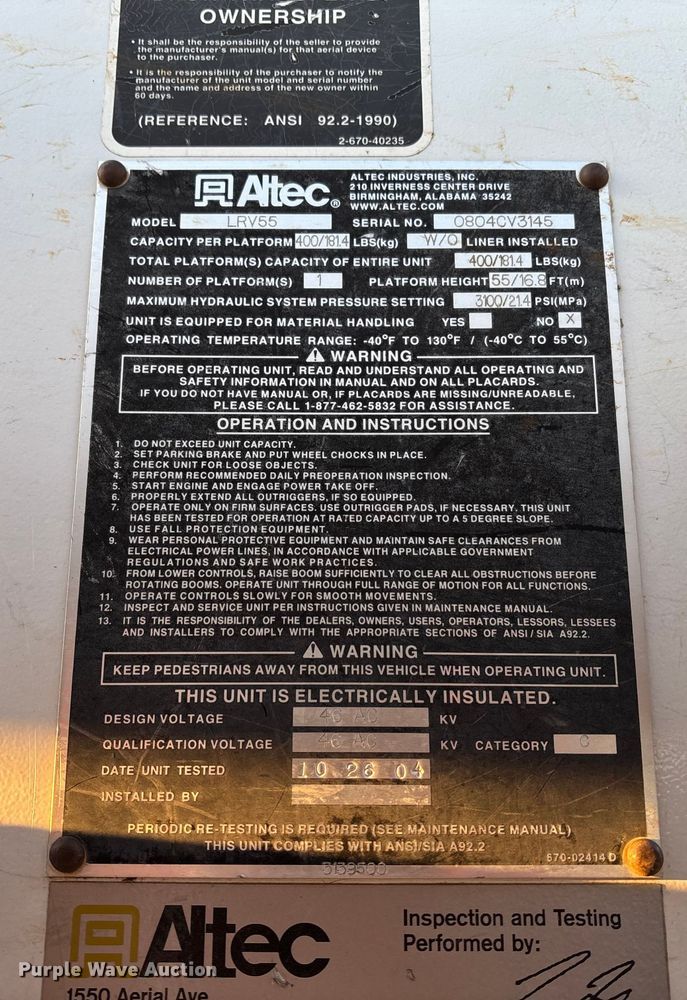 OWNERSHIP
• It shall be the responsibility of the seller to provide
the manufacturer's manual(s) for that aerial device
to the purchaser.
• It is the responsibility of the purchaser to notify the
manufacturer of the unit model and serial number
and the name and address of the new owner within
60 days.
(REFERENCE: ANSI 92.2-1990)
2-670-40235
Altec®
ALTEC INDUSTRIES, INC.
210 INVERNESS CENTER DRIVE
BIRMINGHAM, ALABAMA 35242
WWW.ALTEC.COM
MODEL LRV55 SERIAL NO. 0804CV3145
CAPACITY PER PLATFORM 400/181.4 LBS(kg) W/O LINER INSTALLED
TOTAL PLATFORM(S) CAPACITY OF ENTIRE UNIT 400/181.4 LBS(kg)
NUMBER OF PLATFORM(S) 1 PLATFORM HEIGHT 55/16.8 FT(m)
MAXIMUM HYDRAULIC SYSTEM PRESSURE SETTING 3100/21.4 PSI(MPa)
UNIT IS EQUIPPED FOR MATERIAL HANDLING YES NO X
OPERATING TEMPERATURE RANGE: -40°F TO 130°F / (-40°C TO 55°C)
WARNING
BEFORE OPERATING UNIT, READ AND UNDERSTAND ALL OPERATING AND
SAFETY INFORMATION IN MANUAL AND ON ALL PLACARDS.
IF YOU DO NOT HAVE MANUAL OR, IF PLACARDS ARE MISSING/UNREADABLE,
PLEASE CALL 1-877-462-5832 FOR ASSISTANCE.
OPERATION AND INSTRUCTIONS
1. DO NOT EXCEED UNIT CAPACITY.
2. SET PARKING BRAKE AND PUT WHEEL CHOCKS IN PLACE.
3. CHECK UNIT FOR LOOSE OBJECTS.
4. PERFORM RECOMMENDED DAILY PREOPERATION INSPECTION.
5. START ENGINE AND ENGAGE POWER TAKE OFF.
6. PROPERLY EXTEND ALL OUTRIGGERS, IF SO EQUIPPED.
7. OPERATE ONLY ON FIRM SURFACES. USE OUTRIGGER PADS, IF NECESSARY. THIS UNIT
HAS BEEN TESTED FOR OPERATION AT RATED CAPACITY UP TO A 5 DEGREE SLOPE.
8. USE FALL PROTECTION EQUIPMENT.
9. WEAR PERSONAL PROTECTIVE EQUIPMENT AND MAINTAIN SAFE CLEARANCES FROM
ELECTRICAL POWER LINES, IN ACCORDANCE WITH APPLICABLE GOVERNMENT
REGULATIONS AND SAFE WORK PRACTICES.
10. FROM LOWER CONTROLS, RAISE BOOM SUFFICIENTLY TO CLEAR ALL OBSTRUCTIONS BEFORE
ROTATING BOOMS. OPERATE UNIT THROUGH FULL RANGE OF MOTION FOR ALL FUNCTIONS.
11. OPERATE CONTROLS SLOWLY FOR SMOOTH MOVEMENTS.
12. INSPECT AND SERVICE UNIT PER INSTRUCTIONS GIVEN IN MAINTENANCE MANUAL.
13. IT IS THE RESPONSIBILITY OF THE DEALERS, OWNERS, USERS, OPERATORS, LESSORS, LESSEES
AND INSTALLERS TO COMPLY WITH THE APPROPRIATE SECTIONS OF ANSI / SIA A92.2.
WARNING
KEEP PEDESTRIANS AWAY FROM THIS VEHICLE WHEN OPERATING UNIT.
THIS UNIT IS ELECTRICALLY INSULATED.
DESIGN VOLTAGE 46 AC KV
QUALIFICATION VOLTAGE 46 AC KV CATEGORY C
DATE UNIT TESTED 10 26 04
INSTALLED BY
PERIODIC RE-TESTING IS REQUIRED (SEE MAINTENANCE MANUAL)
THIS UNIT COMPLIES WITH ANSI/SIA A92.2
670-02414 D
3139500
Altec
Inspection and Testing
Performed by:
1550 Aerial Ave
Purple Wave Auction